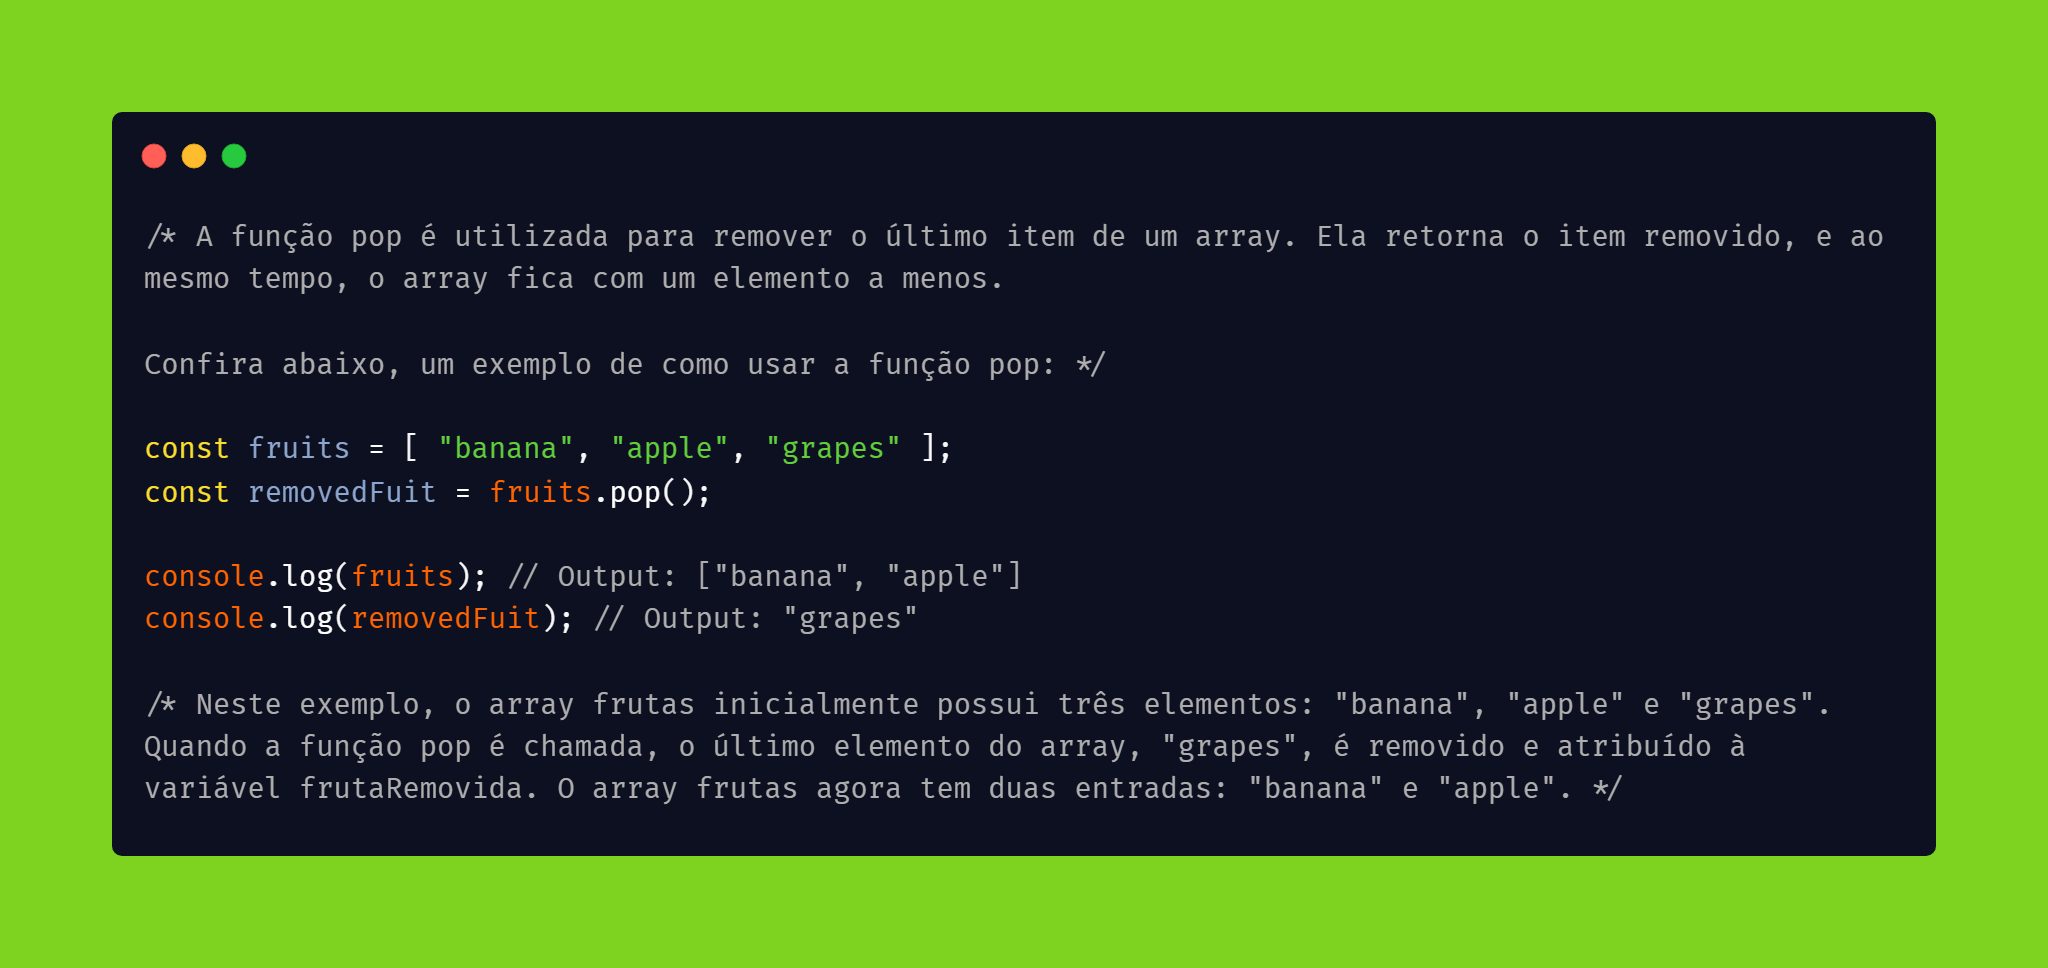 /* A função pop é utilizada para remover o último item de um array. Ela retorna o item removido, e ao
mesmo tempo, o array fica com um elemento a menos.
Confira abaixo, um exemplo de como usar a função pop: */
const fruits = [ "banana", "apple", "grapes" ];
const removedFuit = fruits.pop();
console.log(fruits); // Output: ["banana", "apple"]
console.log(removedFuit); // Output: "grapes"
/* Neste exemplo, o array frutas inicialmente possui três elementos: "banana", "apple" e "grapes".
Quando a função pop é chamada, o último elemento do array, "grapes", é removido e atribuído à
variável frutaRemovida. O array frutas agora tem duas entradas: "banana" e "apple". */